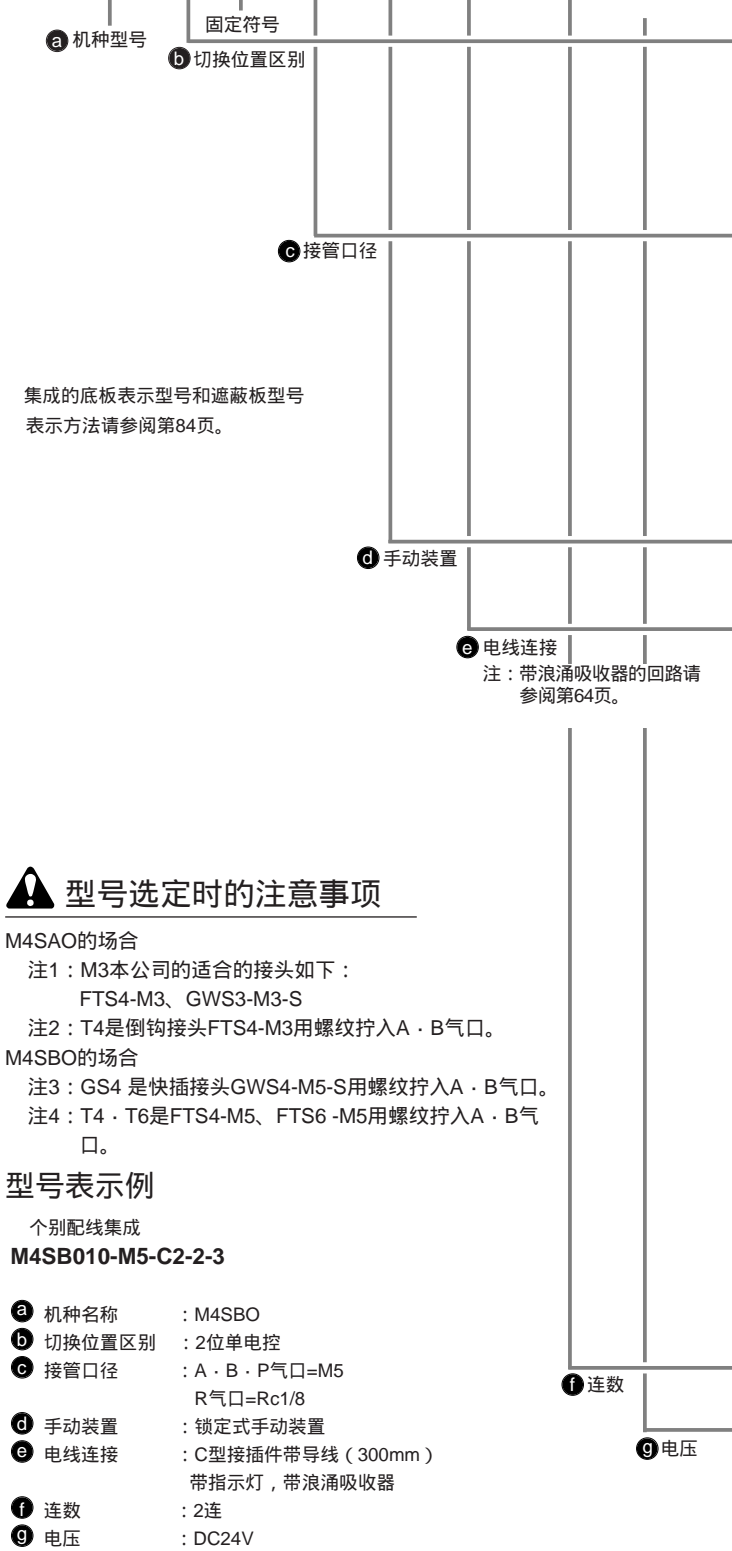 固定符号
a 机种型号
b 切换位置区别
c 接管口径
集成的底板表示型号和遮蔽板型号
表示方法请参阅第84页。
d 手动装置
e 电线连接
注：带浪涌吸收器的回路请
参阅第64页。
型号选定时的注意事项
M4SAO的场合
注1：M3本公司的适合的接头如下：
FTS4-M3、GWS3-M3-S
注2：T4是倒钩接头FTS4-M3用螺纹拧入A・B气口。
M4SBO的场合
注3：GS4 是快插接头GWS4-M5-S用螺纹拧入A・B气口。
注4：T4・T6是FTS4-M5、FTS6 -M5用螺纹拧入A・B气
口。
型号表示例
个别配线集成
M4SB010-M5-C2-2-3
a 机种名称 ：M4SBO
b 切换位置区别 ：2位单电控
c 接管口径 ：A・B・P气口=M5
R气口=Rc1/8
d 手动装置 ：锁定式手动装置
e 电线连接 ：C型接插件带导线（300mm）
带指示灯，带浪涌吸收器
f 连数 ：2连
g 电压 ：DC24V
f 连数
g 电压